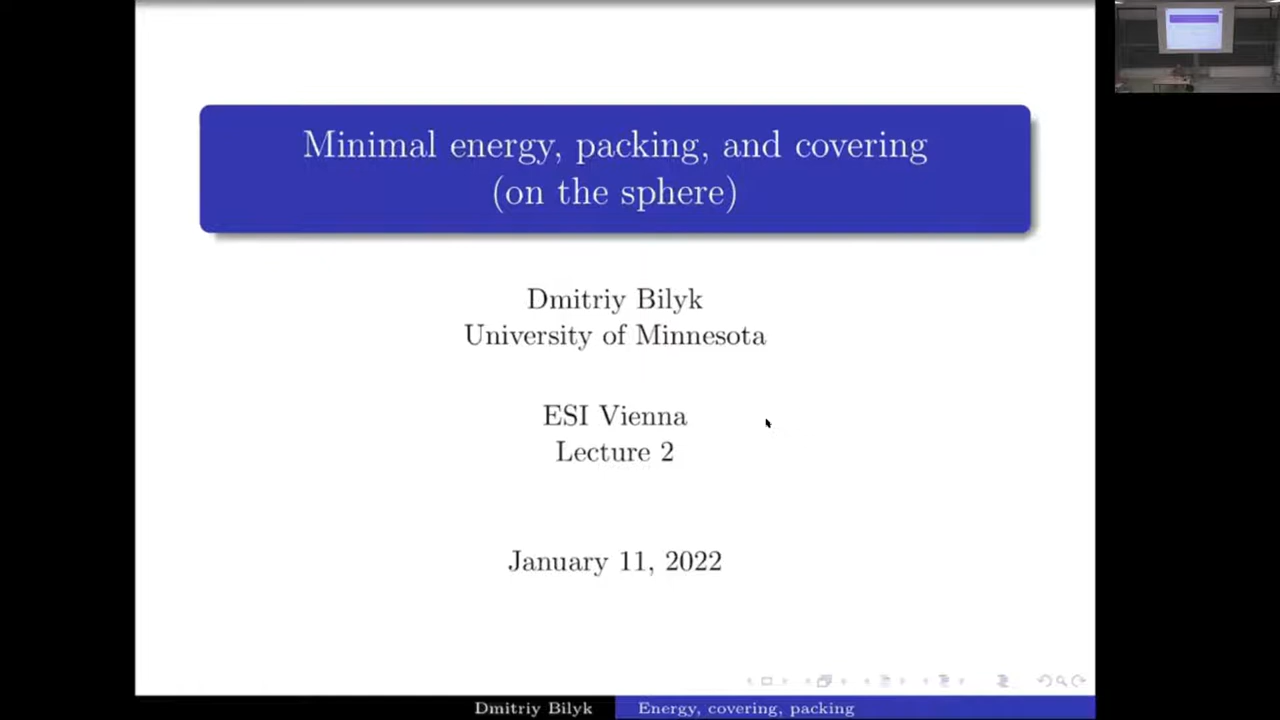 Minimal energy, packing, and covering
(on the sphere)
Dmitriy Bilyk
University of Minnesota
ESI Vienna
Lecture 2
January 11, 2022
Dmitriy Bilyk
Energy, covering, packing